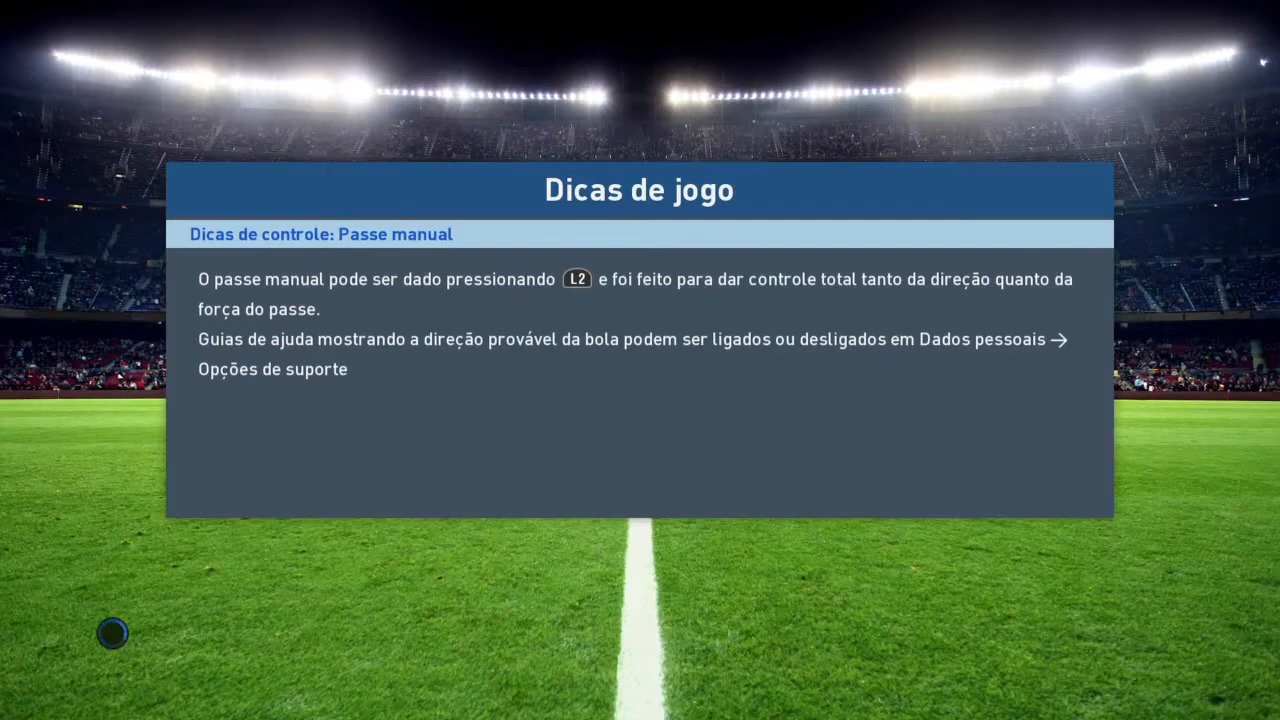 Dicas de jogo
Dicas de controle: Passe manual
O passe manual pode ser dado pressionando L2 e foi feito para dar controle total tanto da direção quanto da
força do passe.
Guias de ajuda mostrando a direção provável da bola podem ser ligados ou desligados em Dados pessoais →
Opções de suporte